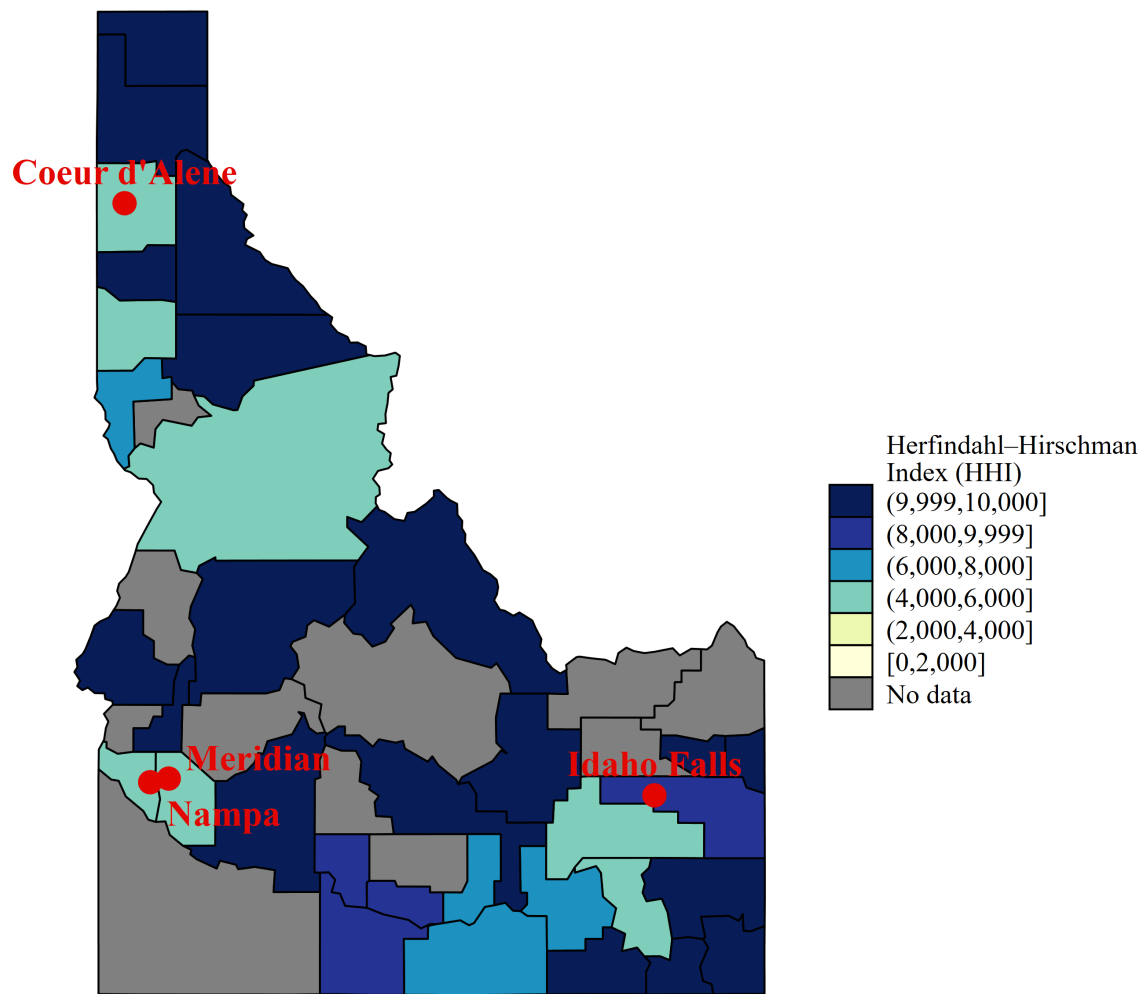 Coeur d'Alene
Meridian
Idaho Falls
Nampa
Herfindahl–Hirschman
Index (HHI)
(9,999,10,000]
(8,000,9,999]
(6,000,8,000]
(4,000,6,000]
(2,000,4,000]
[0,2,000]
No data